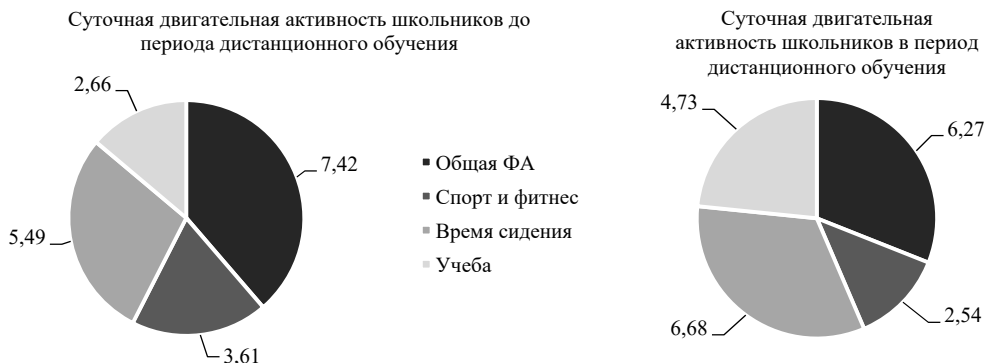 Суточная двигательная активность школьников до
периода дистанционного обучения
2,66
7,42
5,49
3,61
Общая ФА
Спорт и фитнес
Время сидения
Учеба
Суточная двигательная
активность школьников в период
дистанционного обучения
4,73
6,27
6,68
2,54